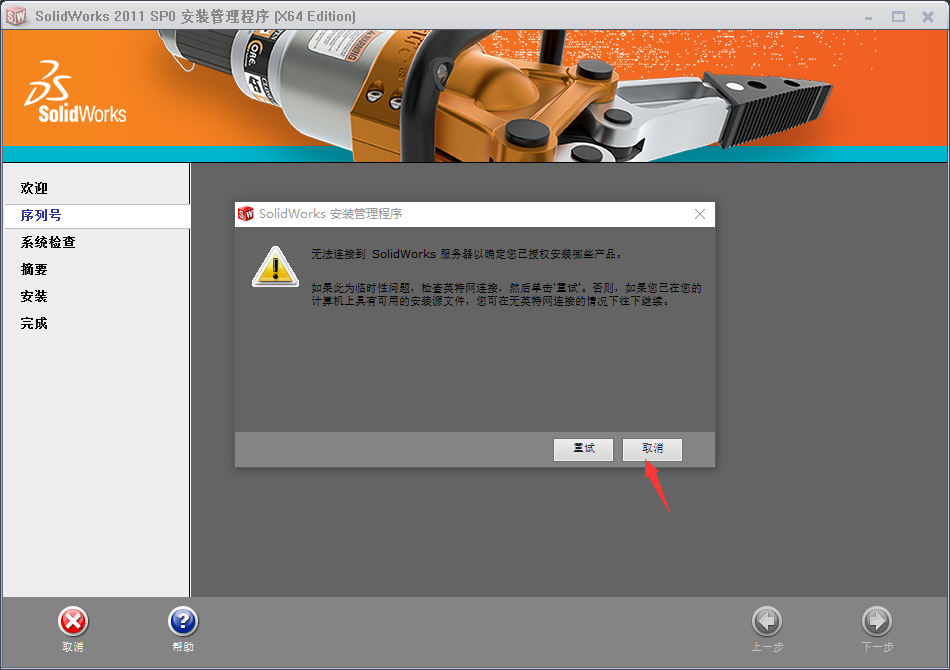 SolidWorks 2011 SP0 安装管理程序 (X64 Edition)
SolidWorks
欢迎
序列号
系统检查
摘要
安装
完成
SolidWorks 安装管理程序
无法连接到 SolidWorks 服务器以确定您已授权安装哪些产品。
如果此为临时性问题，检查英特网连接，然后单击'重试'。否则，如果您已在您的
计算机上具有可用的安装源文件，您可在无英特网连接的情况下往下继续。
重试
取消
取消
帮助
上一步
下一步